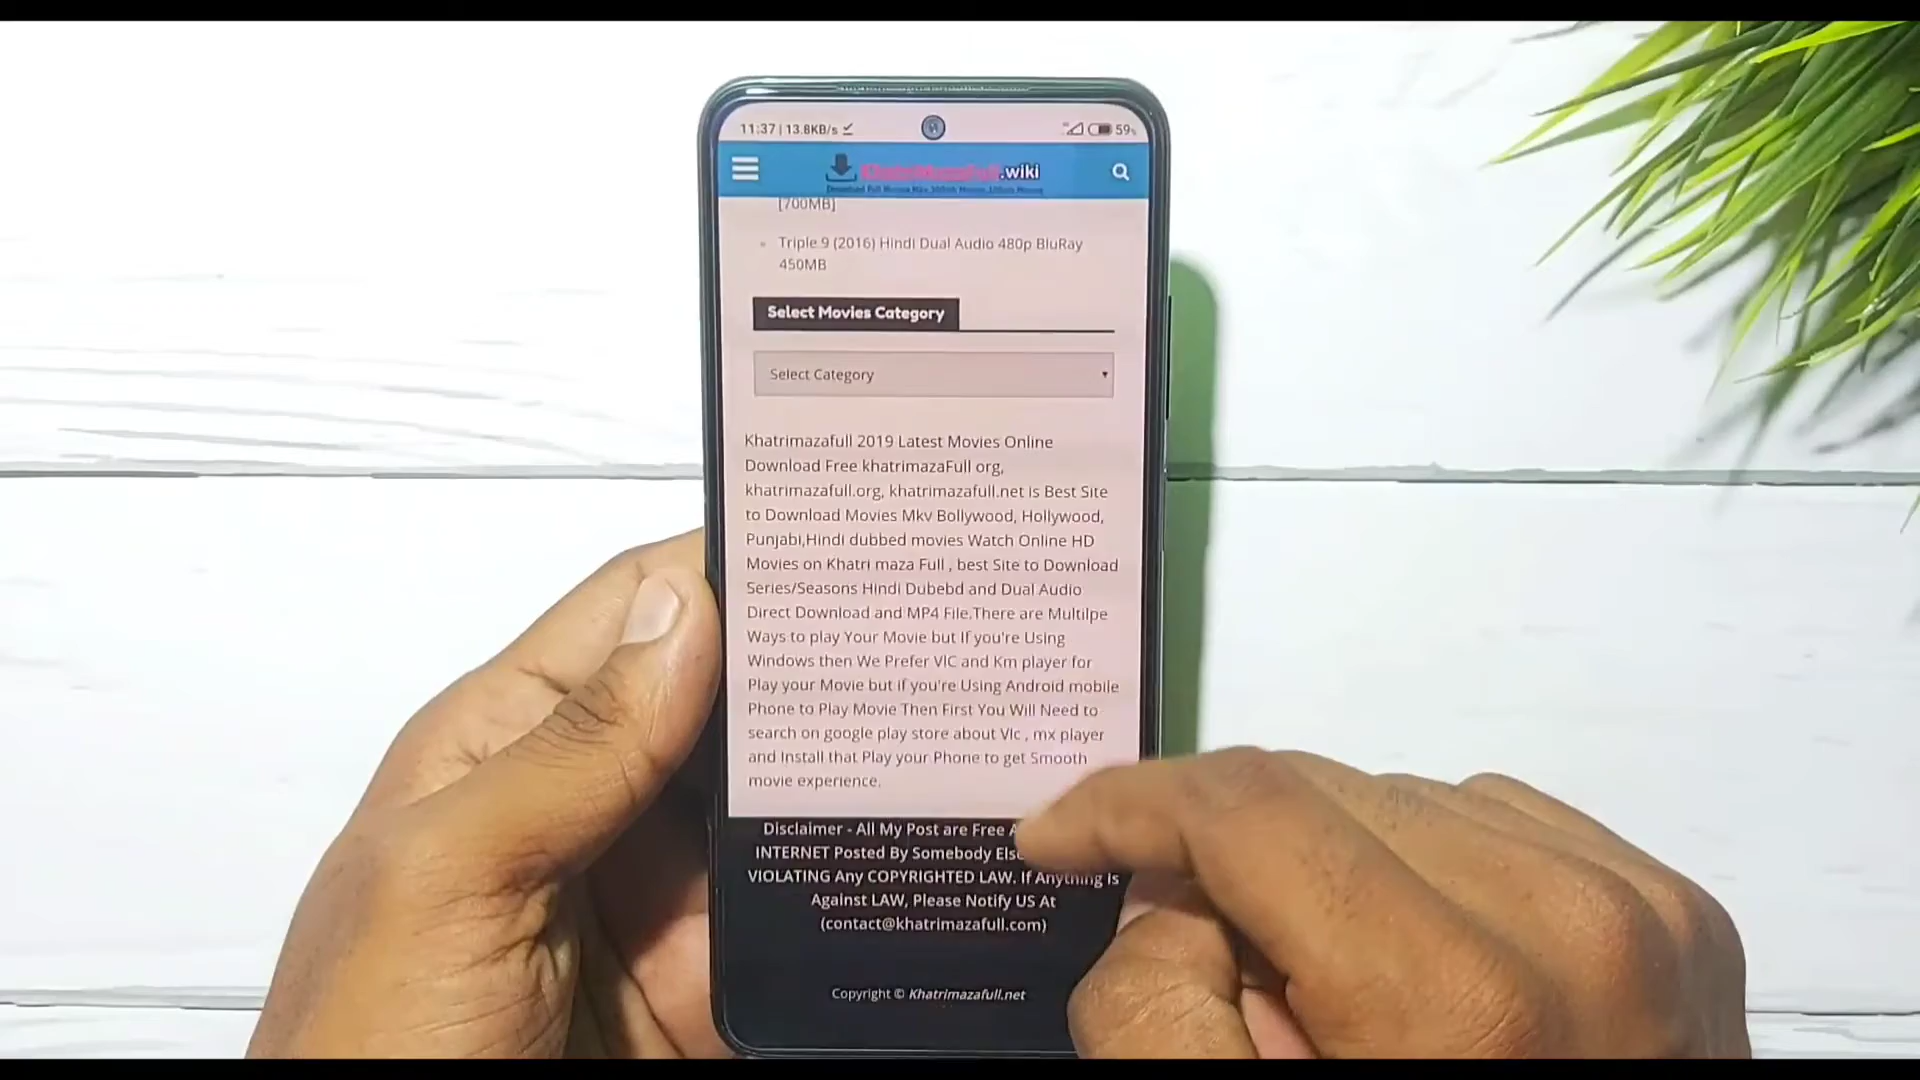 11:37 | 13.8KB/s
59%
KhatriMazaFull.wiki
[700MB]
Triple 9 (2016) Hindi Dual Audio 480p BluRay
450MB
Select Movies Category
Select Category
Khatrimazafull 2019 Latest Movies Online
Download Free khatrimazaFull org,
khatrimazafull.org, khatrimazafull.net is Best Site
to Download Movies Mkv Bollywood, Hollywood,
Punjabi,Hindi dubbed movies Watch Online HD
Movies on Khatri maza Full , best Site to Download
Series/Seasons Hindi Dubebd and Dual Audio
Direct Download and MP4 File.There are Multilpe
Ways to play Your Movie but If you're Using
Windows then We Prefer VlC and Km player for
Play your Movie but if you're Using Android mobile
Phone to Play Movie Then First You Will Need to
search on google play store about Vlc , mx player
and Install that Play your Phone to get Smooth
movie experience.
Disclaimer - All My Post are Free
INTERNET Posted By Somebody
VIOLATING Any COPYRIGHTED LAW. If Anything Is
Against LAW, Please Notify US At
(contact@khatrimazafull.com)
Copyright © Khatrimazafull.net